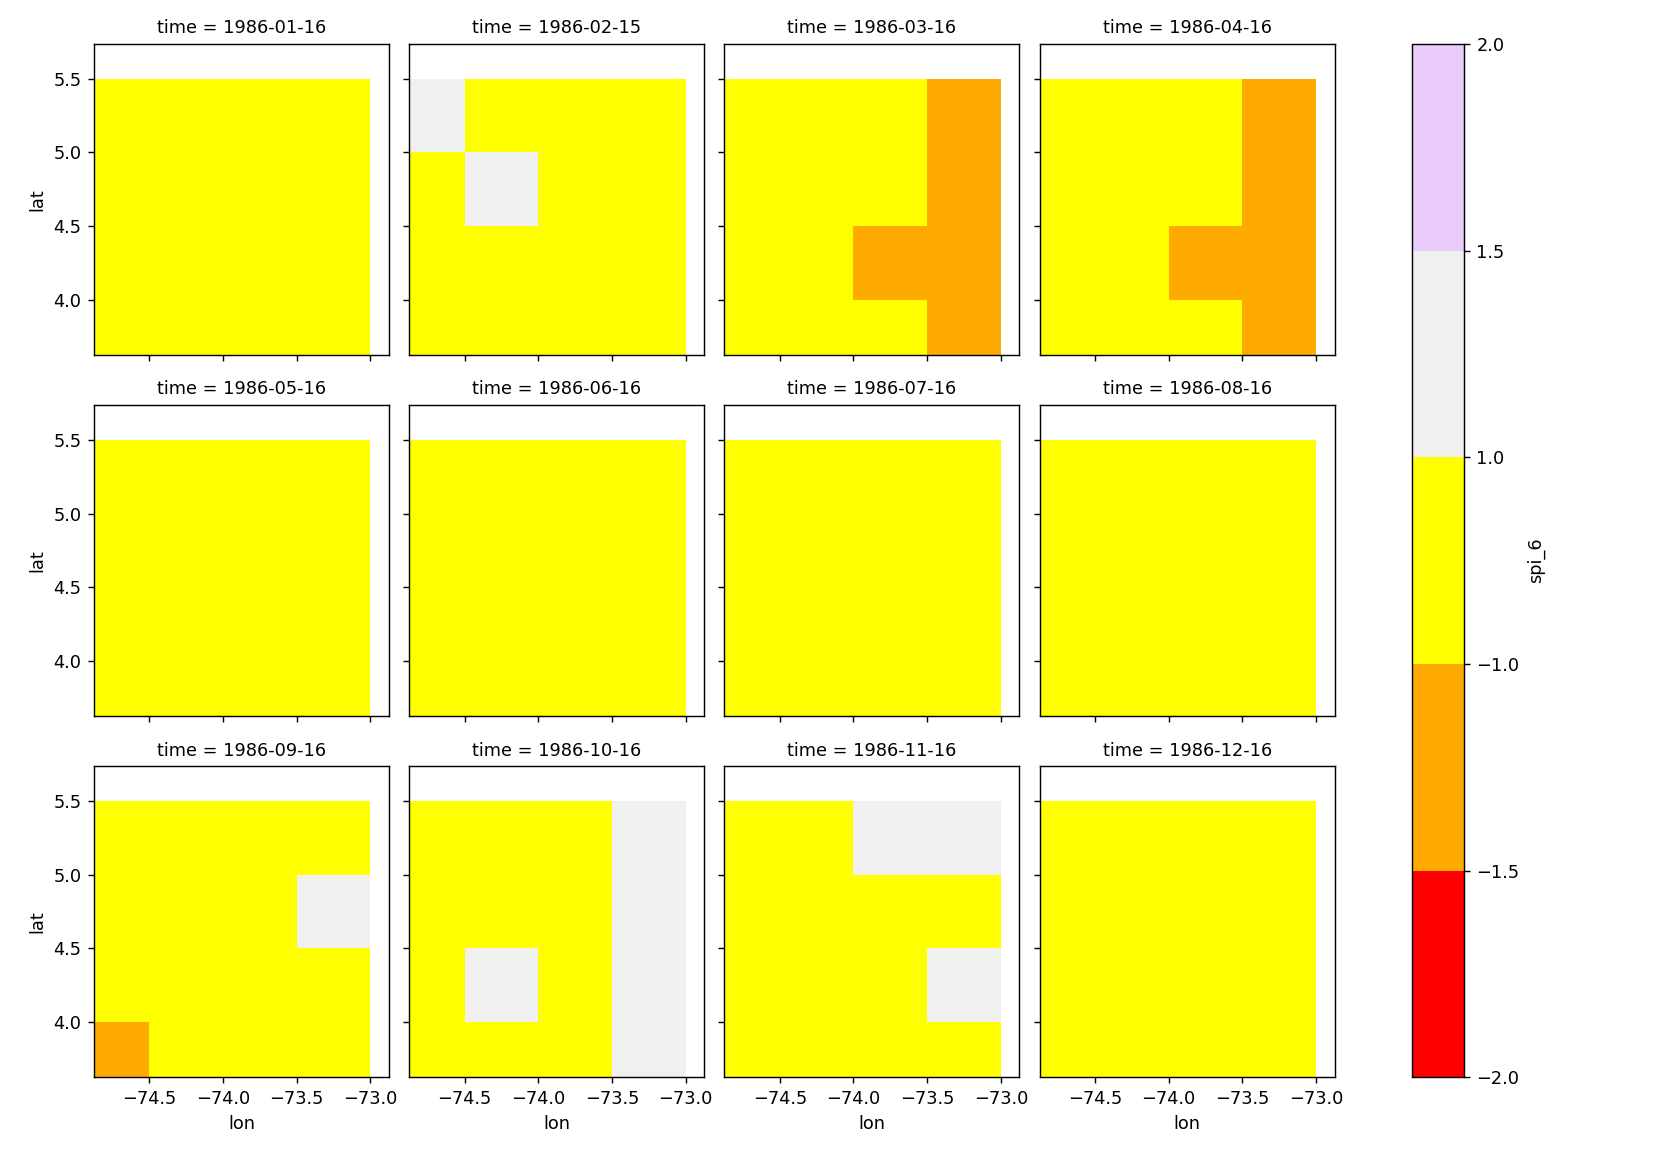 time = 1986-01-16
time = 1986-02-15
time = 1986-03-16
time = 1986-04-16
5.5
5.0
4.5
4.0
lat
time = 1986-05-16
time = 1986-06-16
time = 1986-07-16
time = 1986-08-16
5.5
5.0
4.5
4.0
lat
time = 1986-09-16
time = 1986-10-16
time = 1986-11-16
time = 1986-12-16
5.5
5.0
4.5
4.0
lat
−74.5 −74.0 −73.5 −73.0
lon
−74.5 −74.0 −73.5 −73.0
lon
−74.5 −74.0 −73.5 −73.0
lon
−74.5 −74.0 −73.5 −73.0
lon
2.0
1.5
1.0
−1.0
−1.5
−2.0
spi_6